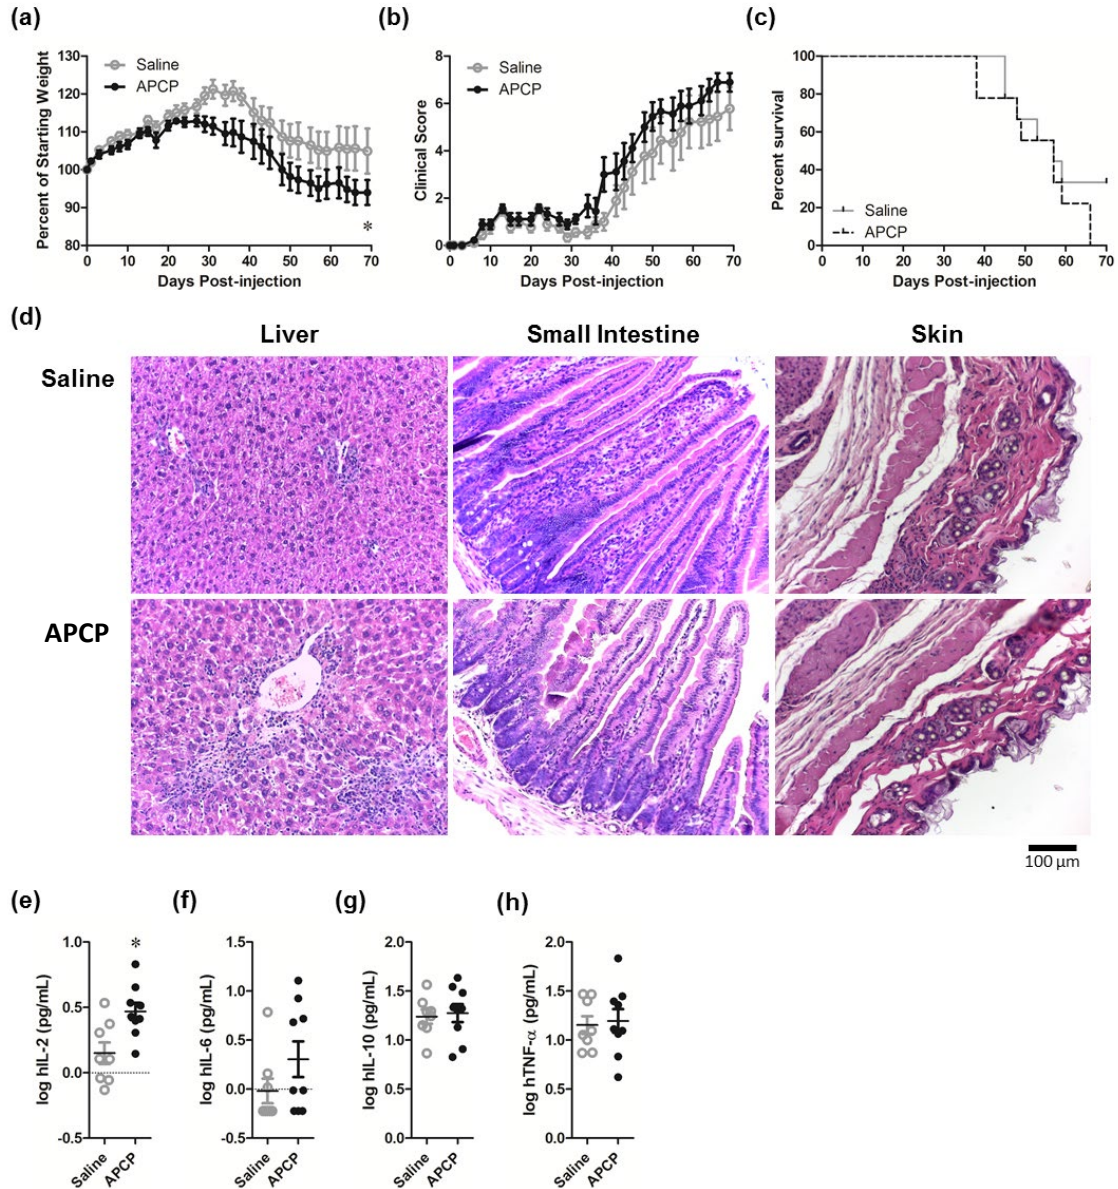 (a)
(b)
(c)
130
120
110
100
90
80
Percent of Starting Weight
Saline
APCP
*
0 10 20 30 40 50 60 70
Days Post-injection
8
6
4
2
0
Clinical Score
Saline
APCP
0 10 20 30 40 50 60 70
Days Post-injection
100
80
60
40
20
0
Percent survival
Saline
APCP
0 10 20 30 40 50 60 70
Days Post-injection
(d)
Liver Small Intestine Skin
Saline
APCP
100 µm
(e)
(f)
(g)
(h)
1.0
0.5
0.0
-0.5
log hIL-2 (pg/mL)
*
Saline APCP
1.5
1.0
0.5
0.0
-0.5
log hIL-6 (pg/mL)
Saline APCP
2.0
1.5
1.0
0.5
0.0
log hIL-10 (pg/mL)
Saline APCP
2.0
1.5
1.0
0.5
0.0
log hTNF-α (pg/mL)
Saline APCP